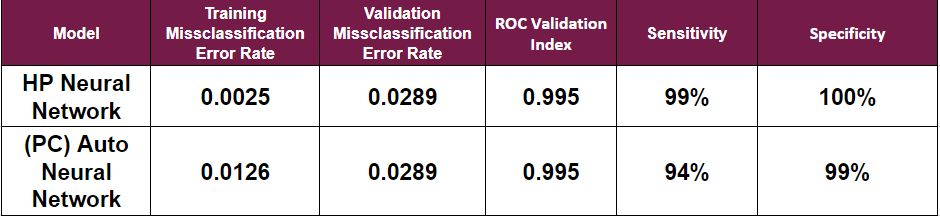 Model
Training
Missclassification
Error Rate
Validation
Missclassification
Error Rate
ROC Validation
Index
Sensitivity
Specificity
HP Neural
Network
0.0025
0.0289
0.995
99%
100%
(PC) Auto
Neural
Network
0.0126
0.0289
0.995
94%
99%